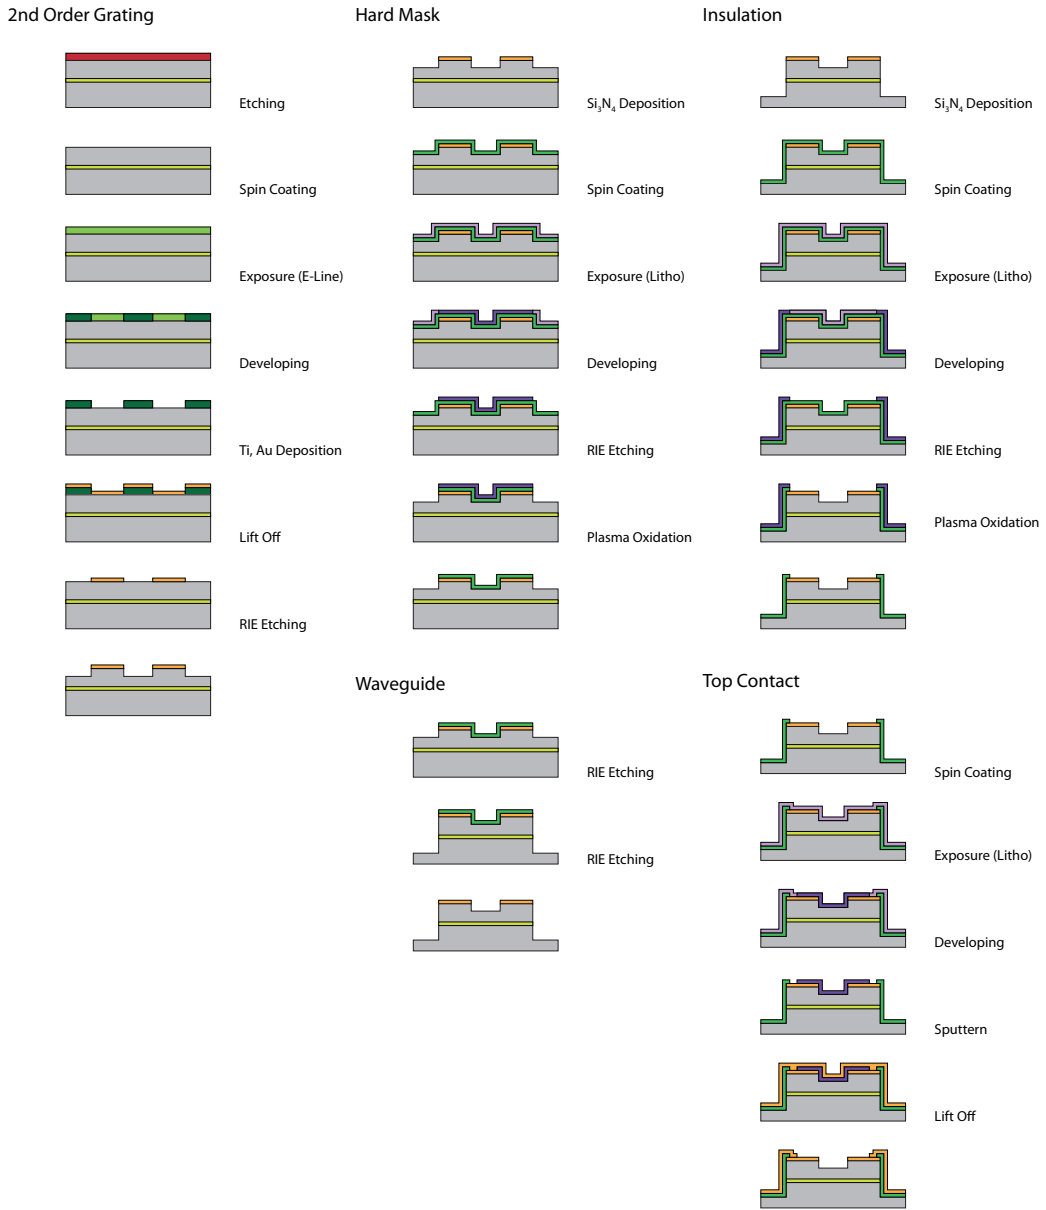 2nd Order Grating
Etching
Spin Coating
Exposure (E-Line)
Developing
Ti, Au Deposition
Lift Off
RIE Etching
Hard Mask
Si₃N₄ Deposition
Spin Coating
Exposure (Litho)
Developing
RIE Etching
Plasma Oxidation
Waveguide
RIE Etching
RIE Etching
Insulation
Si₃N₄ Deposition
Spin Coating
Exposure (Litho)
Developing
RIE Etching
Plasma Oxidation
Top Contact
Spin Coating
Exposure (Litho)
Developing
Sputtern
Lift Off